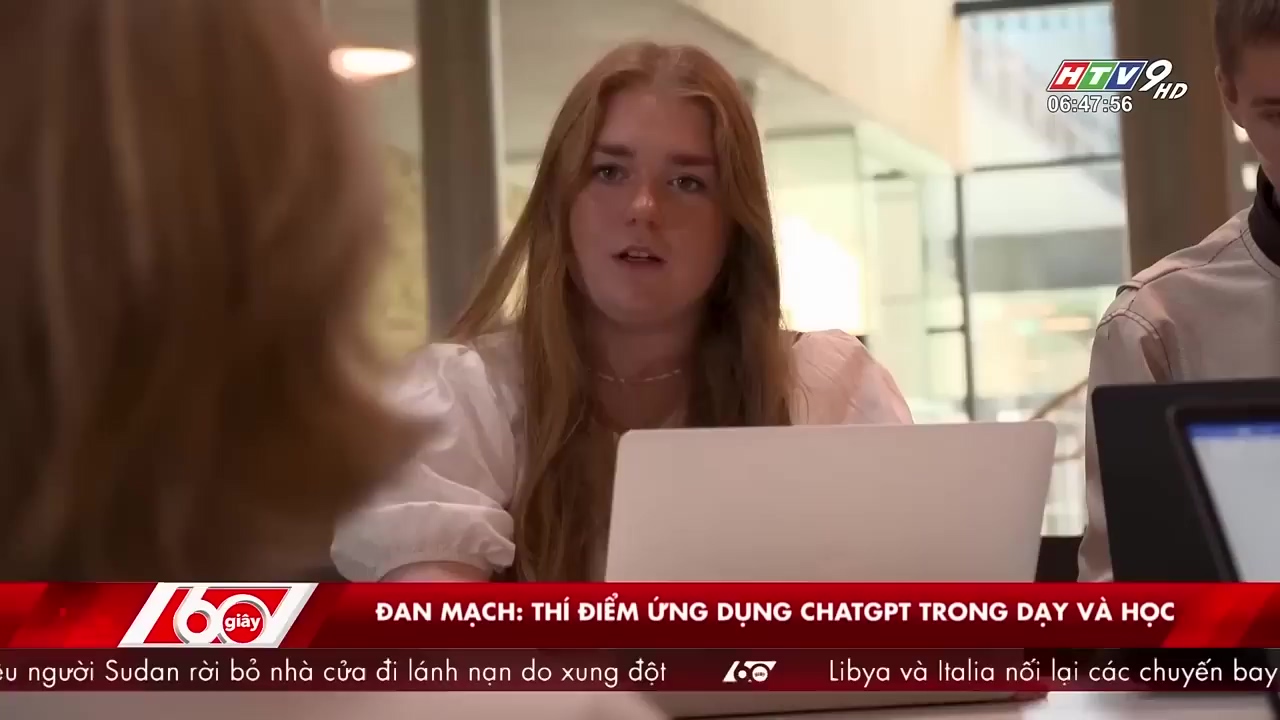 HTV9 HD
06:47:56
60 giây
ĐAN MẠCH: THÍ ĐIỂM ỨNG DỤNG CHATGPT TRONG DẠY VÀ HỌC
người Sudan rời bỏ nhà cửa đi lánh nạn do xung đột 60 giây Libya và Italia nối lại các chuyến bay